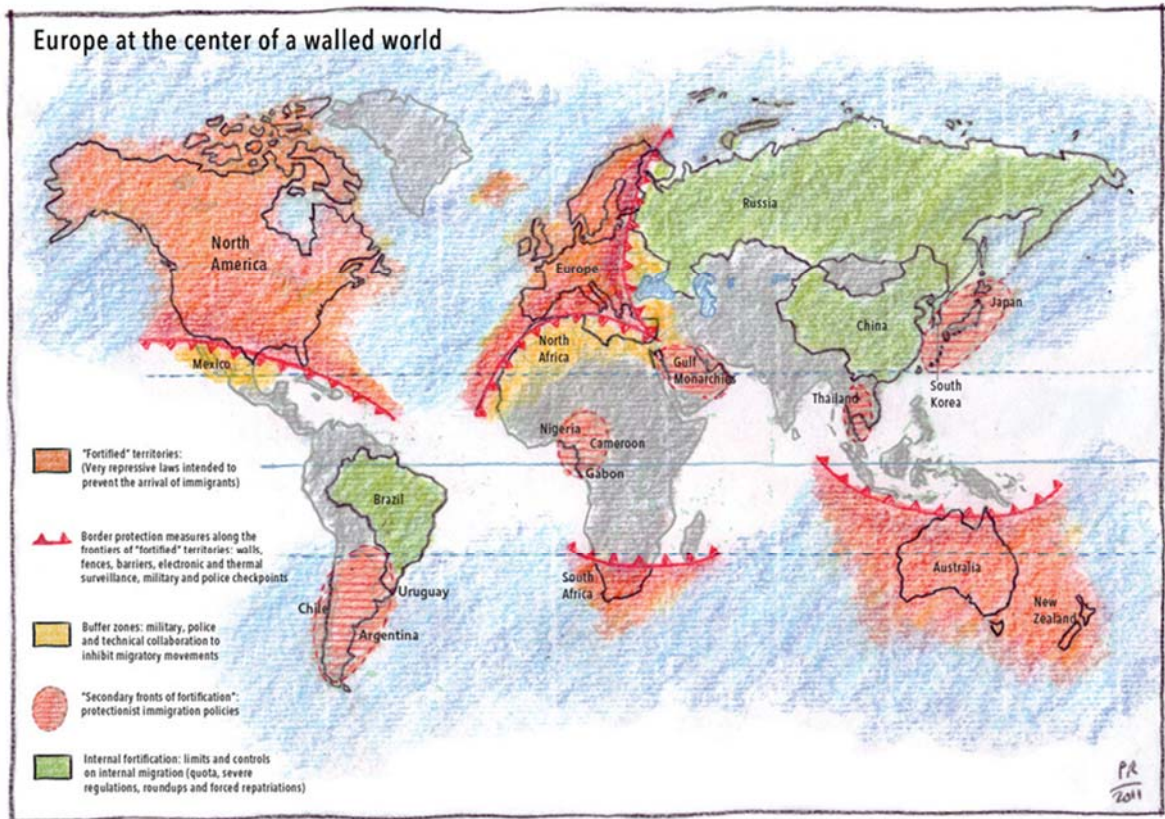 Europe at the center of a walled world
North
America
Mexico
Brazil
Chile
Uruguay
Argentina
Europe
North
Africa
Nigeria
Cameroon
Gabon
South
Africa
Gulf
Monarchies
Russia
China
Japan
South
Korea
Thailand
Australia
New
Zealand
"Fortified" territories:
(Very repressive laws intended to
prevent the arrival of immigrants)
Border protection measures along the
frontiers of "fortified" territories: walls,
fences, barriers, electronic and thermal
surveillance, military and police checkpoints
Buffer zones: military, police
and technical collaboration to
inhibit migratory movements
"Secondary fronts of fortification":
protectionist immigration policies
Internal fortification: limits and controls
on internal migration (quota, severe
regulations, roundups and forced repatriations)
PR
2011